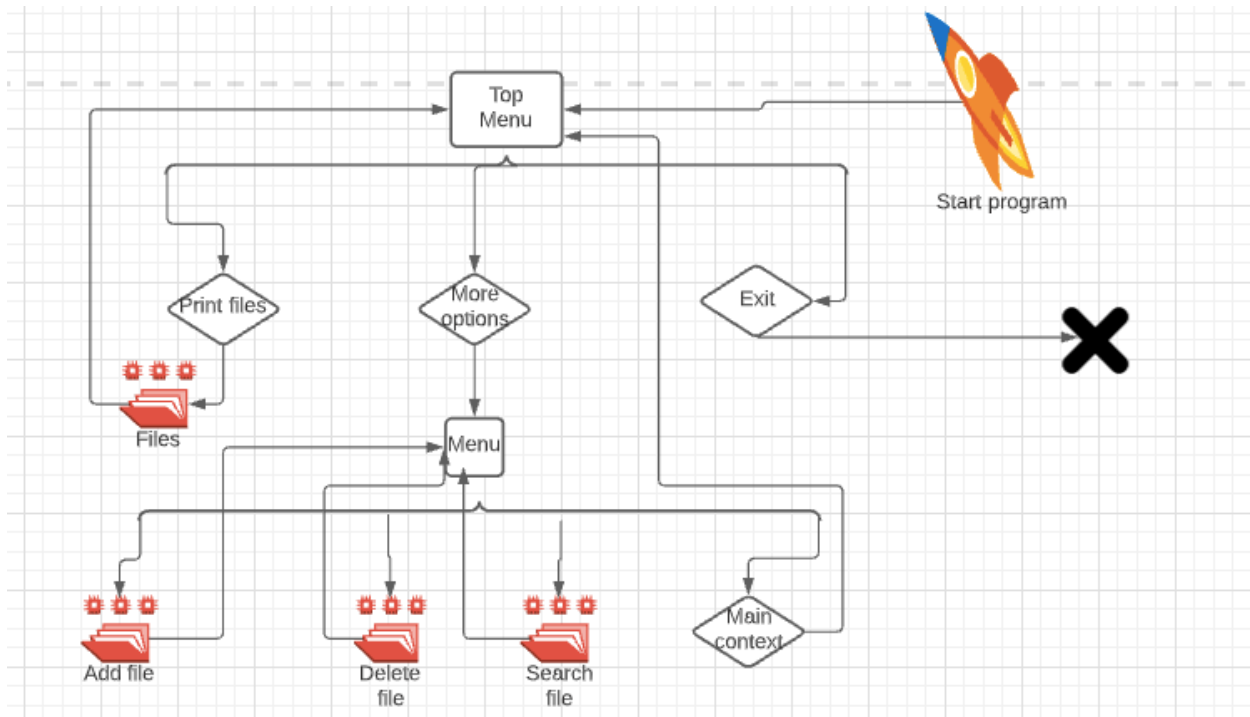 Top
Menu
Start program
Print files
More
options
Exit
Files
Menu
Add file
Delete
file
Search
file
Main
context